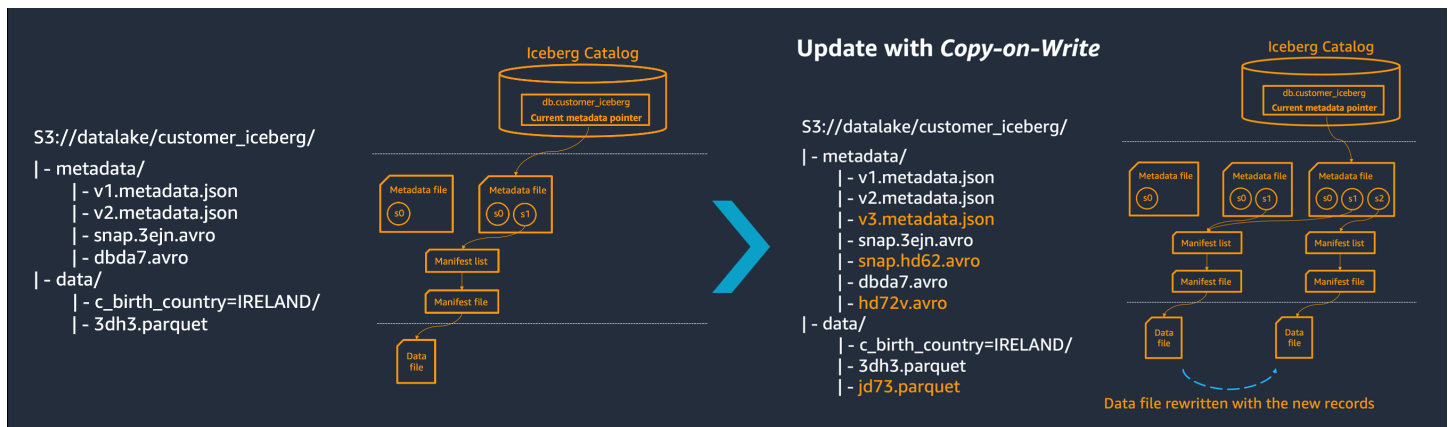 Iceberg Catalog
db.customer_iceberg
Current metadata pointer
S3://datalake/customer_iceberg/
| - metadata/
| - v1.metadata.json
| - v2.metadata.json
| - snap.3ejn.avro
| - dbda7.avro
| - data/
| - c_birth_country=IRELAND/
| - 3dh3.parquet
Metadata file
s0
Metadata file
s0 s1
Manifest list
Manifest file
Data
file
Update with Copy-on-Write
Iceberg Catalog
db.customer_iceberg
Current metadata pointer
S3://datalake/customer_iceberg/
| - metadata/
| - v1.metadata.json
| - v2.metadata.json
| - v3.metadata.json
| - snap.3ejn.avro
| - snap.hd62.avro
| - dbda7.avro
| - hd72v.avro
| - data/
| - c_birth_country=IRELAND/
| - 3dh3.parquet
| - jd73.parquet
Metadata file
s0
Metadata file
s0 s1
Metadata file
s0 s1 s2
Manifest list
Manifest list
Manifest file
Manifest file
Data
file
Data
file
Data file rewritten with the new records